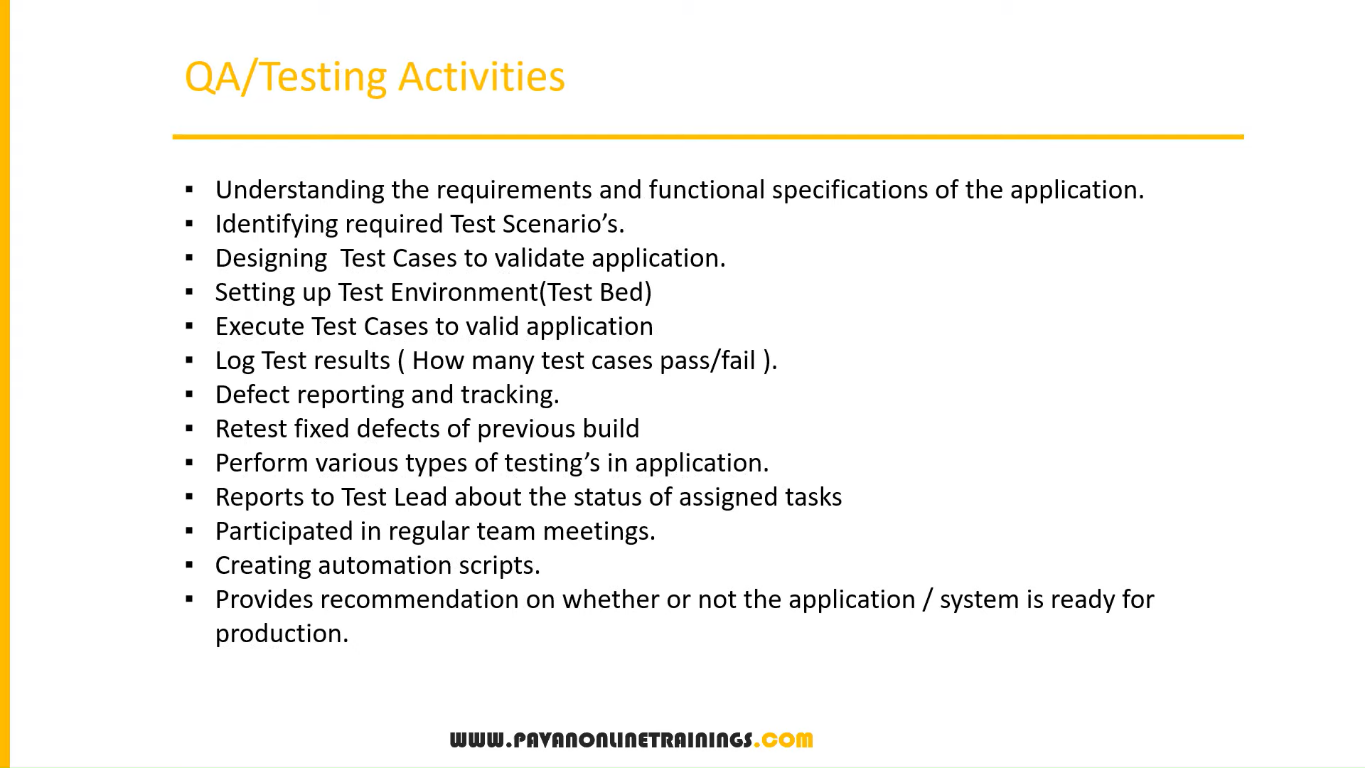 QA/Testing Activities
▪ Understanding the requirements and functional specifications of the application.
▪ Identifying required Test Scenario’s.
▪ Designing  Test Cases to validate application.
▪ Setting up Test Environment(Test Bed)
▪ Execute Test Cases to valid application
▪ Log Test results ( How many test cases pass/fail ).
▪ Defect reporting and tracking.
▪ Retest fixed defects of previous build
▪ Perform various types of testing’s in application.
▪ Reports to Test Lead about the status of assigned tasks
▪ Participated in regular team meetings.
▪ Creating automation scripts.
▪ Provides recommendation on whether or not the application / system is ready for
production.
WWW.PAVANONLINETRAININGS.COM